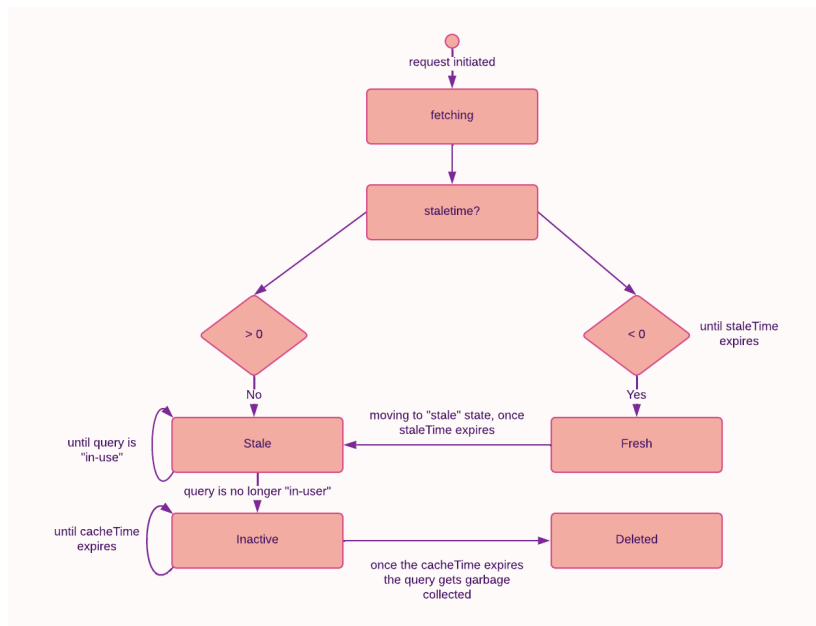 request initiated
fetching
staletime?
> 0
< 0
until staleTime
expires
No
Yes
moving to "stale" state, once
staleTime expires
until query is
"in-use"
Stale
Fresh
query is no longer "in-user"
until cacheTime
expires
Inactive
Deleted
once the cacheTime expires
the query gets garbage
collected